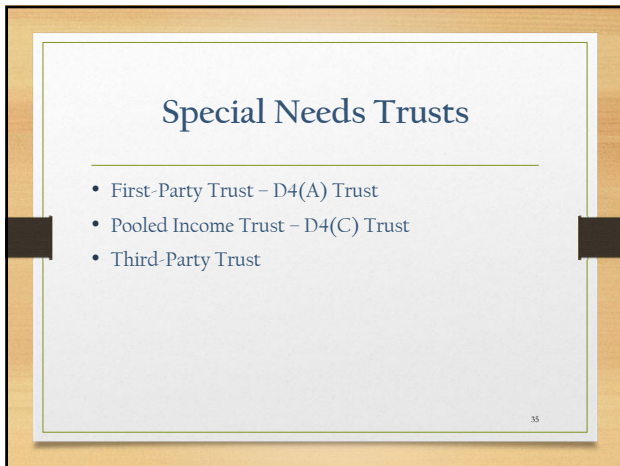 Special Needs Trusts
• First-Party Trust – D4(A) Trust
• Pooled Income Trust – D4(C) Trust
• Third-Party Trust
35